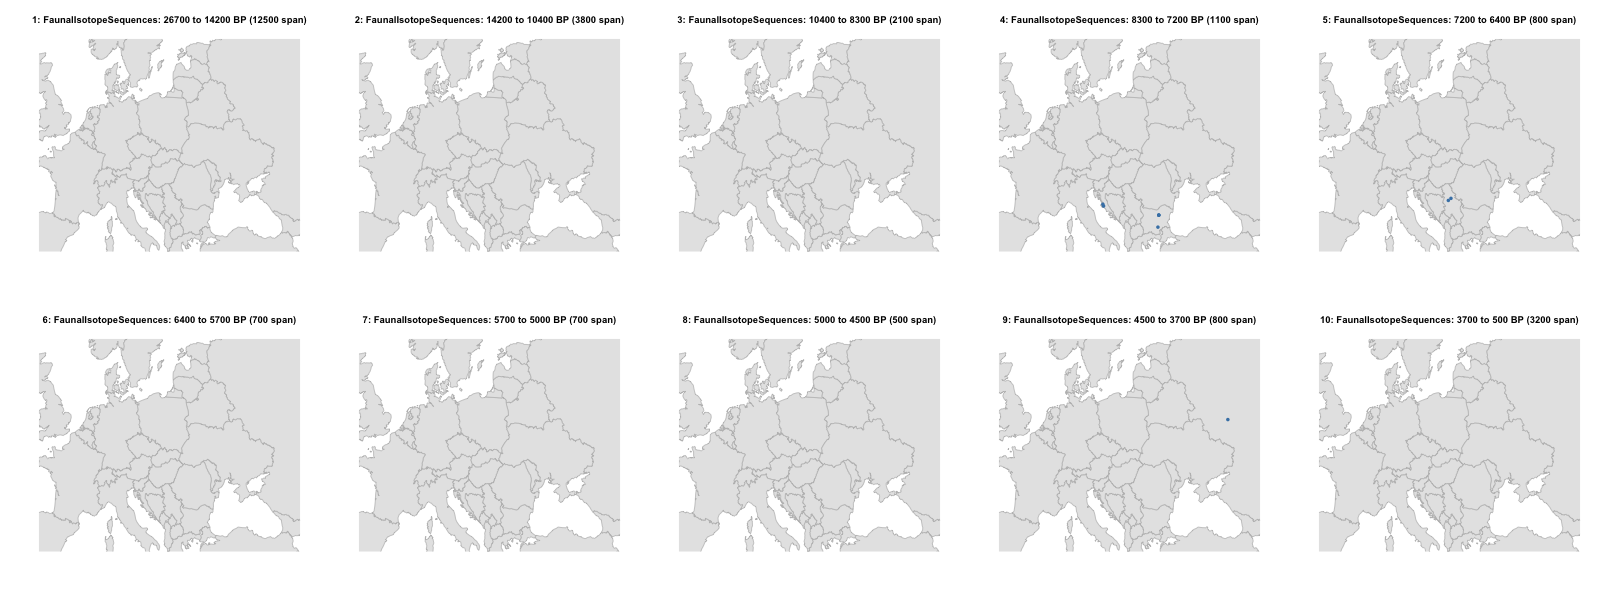 1: FaunalIsotopeSequences: 26700 to 14200 BP (12500 span)
2: FaunalIsotopeSequences: 14200 to 10400 BP (3800 span)
3: FaunalIsotopeSequences: 10400 to 8300 BP (2100 span)
4: FaunalIsotopeSequences: 8300 to 7200 BP (1100 span)
5: FaunalIsotopeSequences: 7200 to 6400 BP (800 span)
6: FaunalIsotopeSequences: 6400 to 5700 BP (700 span)
7: FaunalIsotopeSequences: 5700 to 5000 BP (700 span)
8: FaunalIsotopeSequences: 5000 to 4500 BP (500 span)
9: FaunalIsotopeSequences: 4500 to 3700 BP (800 span)
10: FaunalIsotopeSequences: 3700 to 500 BP (3200 span)